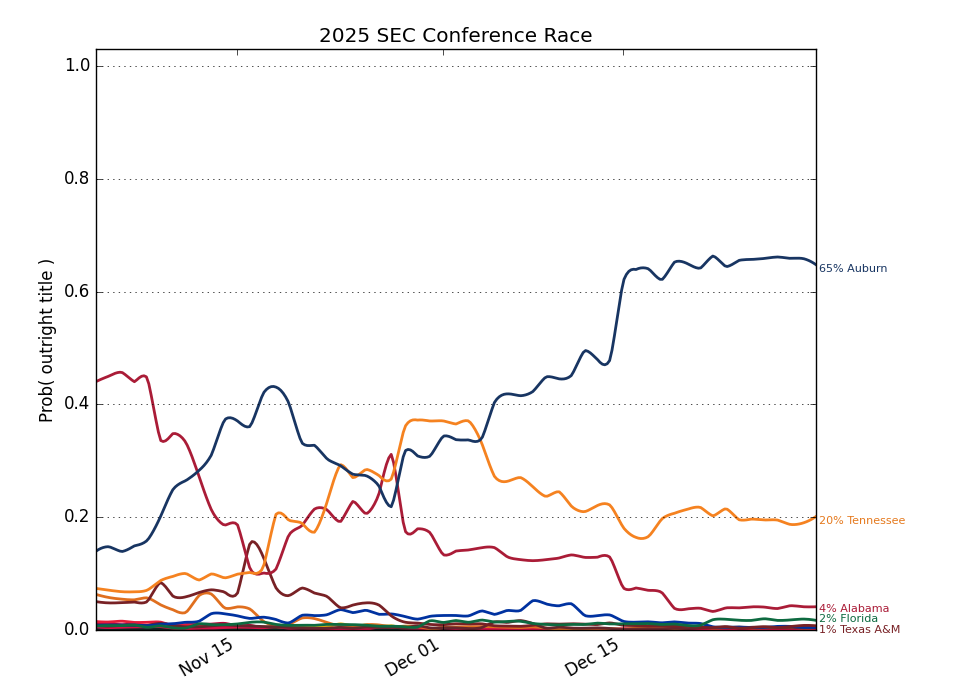 2025 SEC Conference Race
Prob( outright title )
1.0
0.8
0.6
0.4
0.2
0.0
Nov 15
Dec 01
Dec 15
65% Auburn
20% Tennessee
4% Alabama
2% Florida
1% Texas A&M